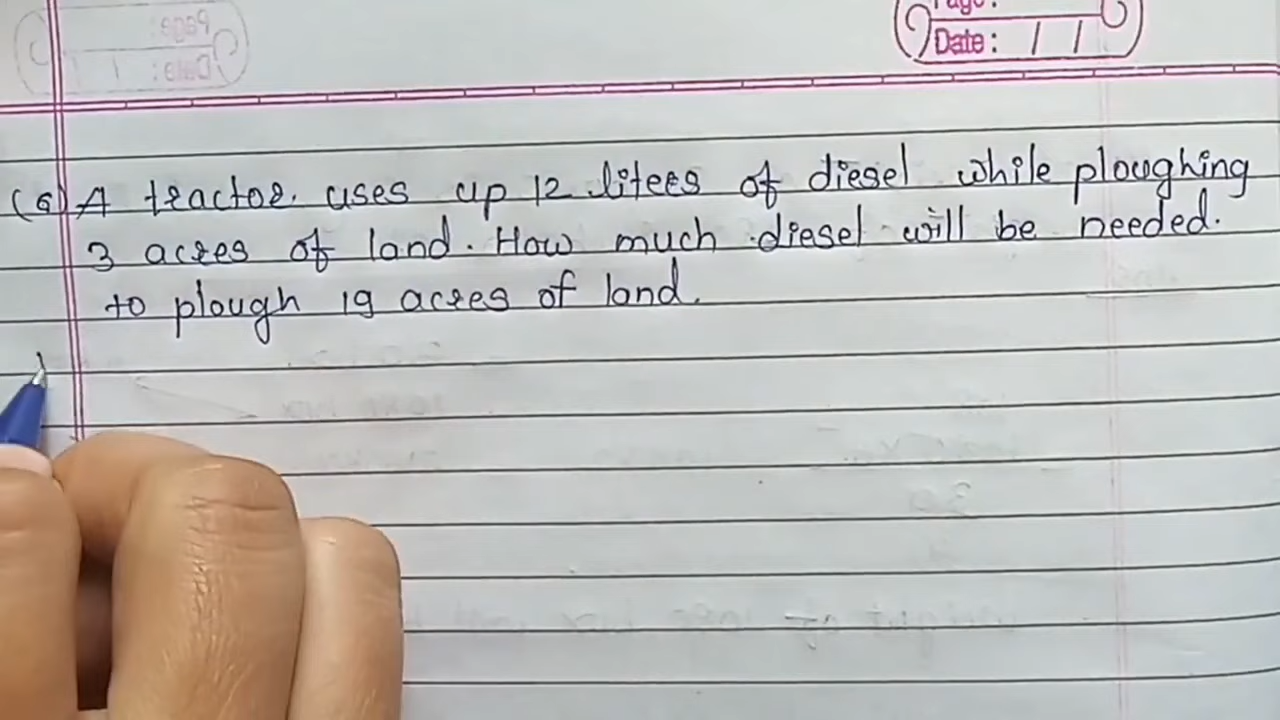 Page:
Date: / /
(6) A tractor uses up 12 liters of diesel while ploughing
3 acres of land. How much diesel will be needed.
to plough 19 acres of land.